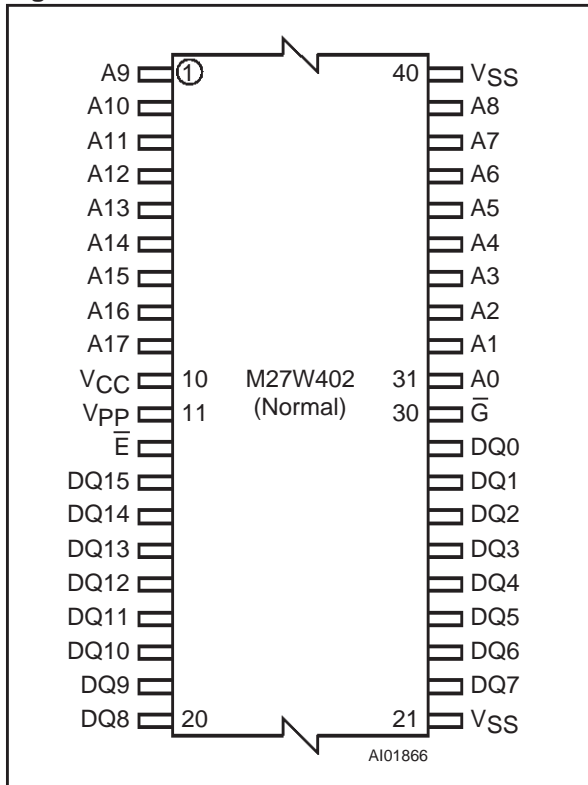 A9 1 40 VSS
A10 A8
A11 A7
A12 A6
A13 A5
A14 A4
A15 A3
A16 A2
A17 A1
VCC 10 M27W402 31 A0
VPP 11 (Normal) 30 G̅
E̅ DQ0
DQ15 DQ1
DQ14 DQ2
DQ13 DQ3
DQ12 DQ4
DQ11 DQ5
DQ10 DQ6
DQ9 DQ7
DQ8 20 21 VSS
AI01866